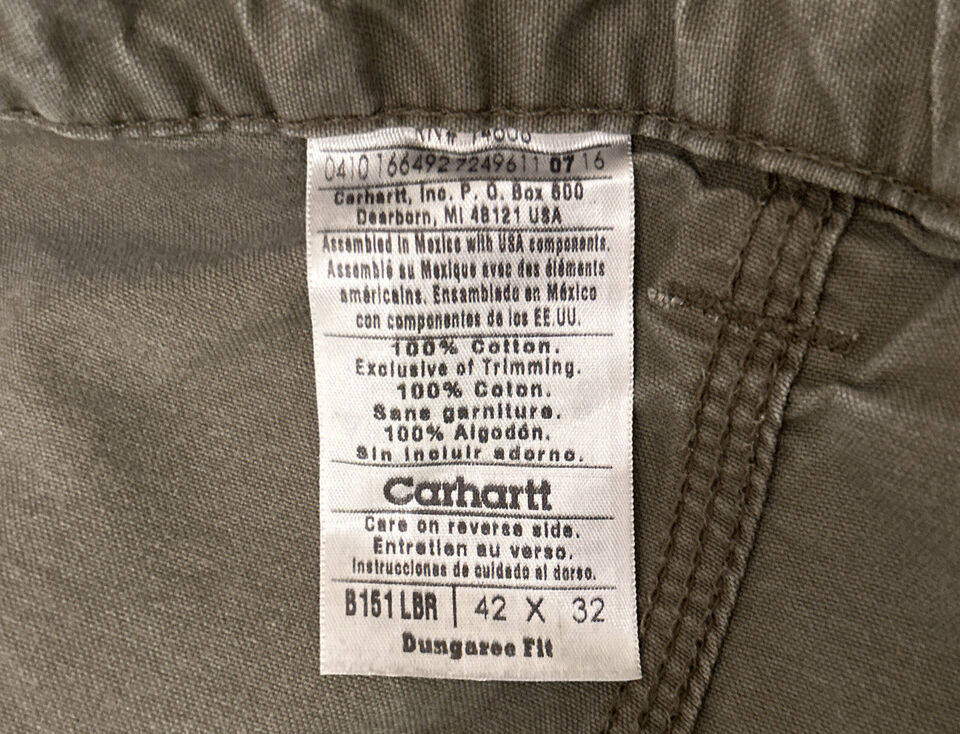 RN# 14806
0410 1664927249611 07 16
Carhartt, Inc. P. O. Box 600
Dearborn, MI 48121 USA
Assembled in Mexico with USA components.
Assemblé au Mexique avec des éléments
américains. Ensamblado en México
con componentes de los EE.UU.
100% Cotton.
Exclusive of Trimming.
100% Coton.
Sans garniture.
100% Algodón.
Sin incluir adorno.
Carhartt
Care on reverse side.
Entretien au verso.
Instrucciones de cuidado al dorso.
B151 LBR | 42 X 32
Dungaree Fit